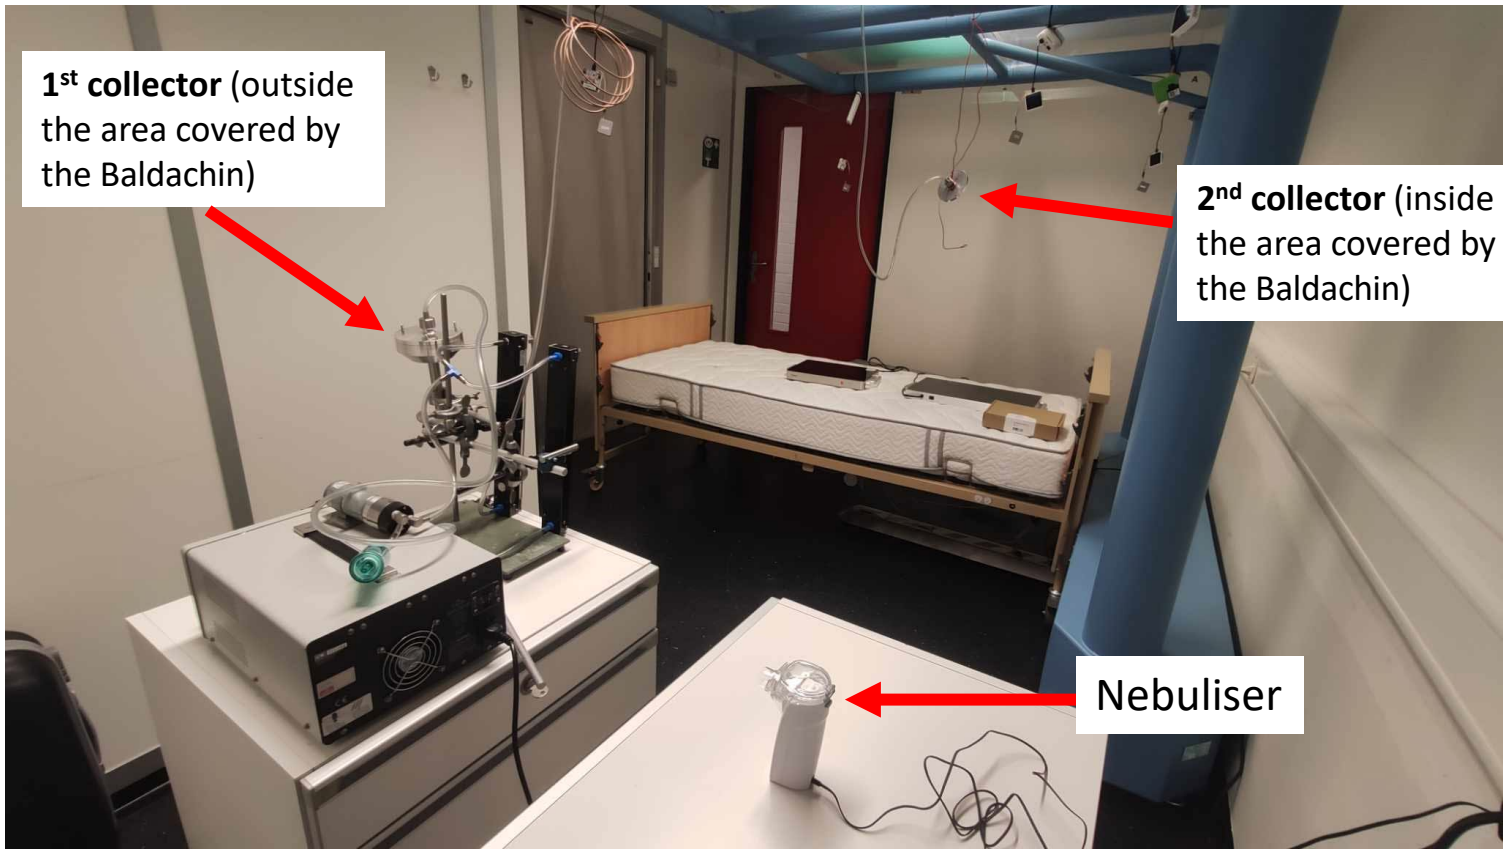 1st collector (outside
the area covered by
the Baldachin)
2nd collector (inside
the area covered by
the Baldachin)
Nebuliser